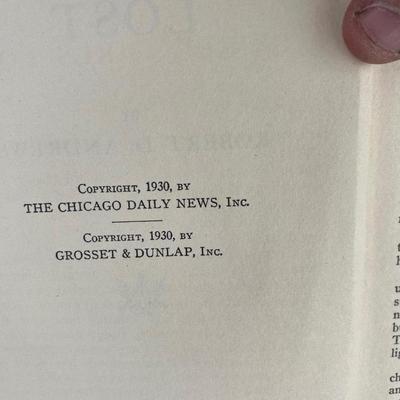 Copyright, 1930, by
THE CHICAGO DAILY NEWS, Inc.
Copyright, 1930, by
GROSSET & DUNLAP, Inc.